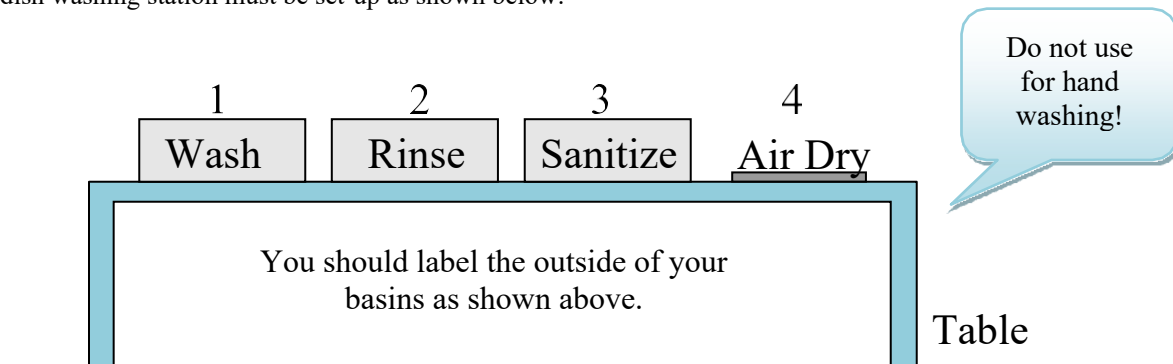 dish washing station must be set-up as shown below.
Do not use
for hand
washing!
1 2 3 4
Wash Rinse Sanitize Air Dry
You should label the outside of your
basins as shown above.
Table